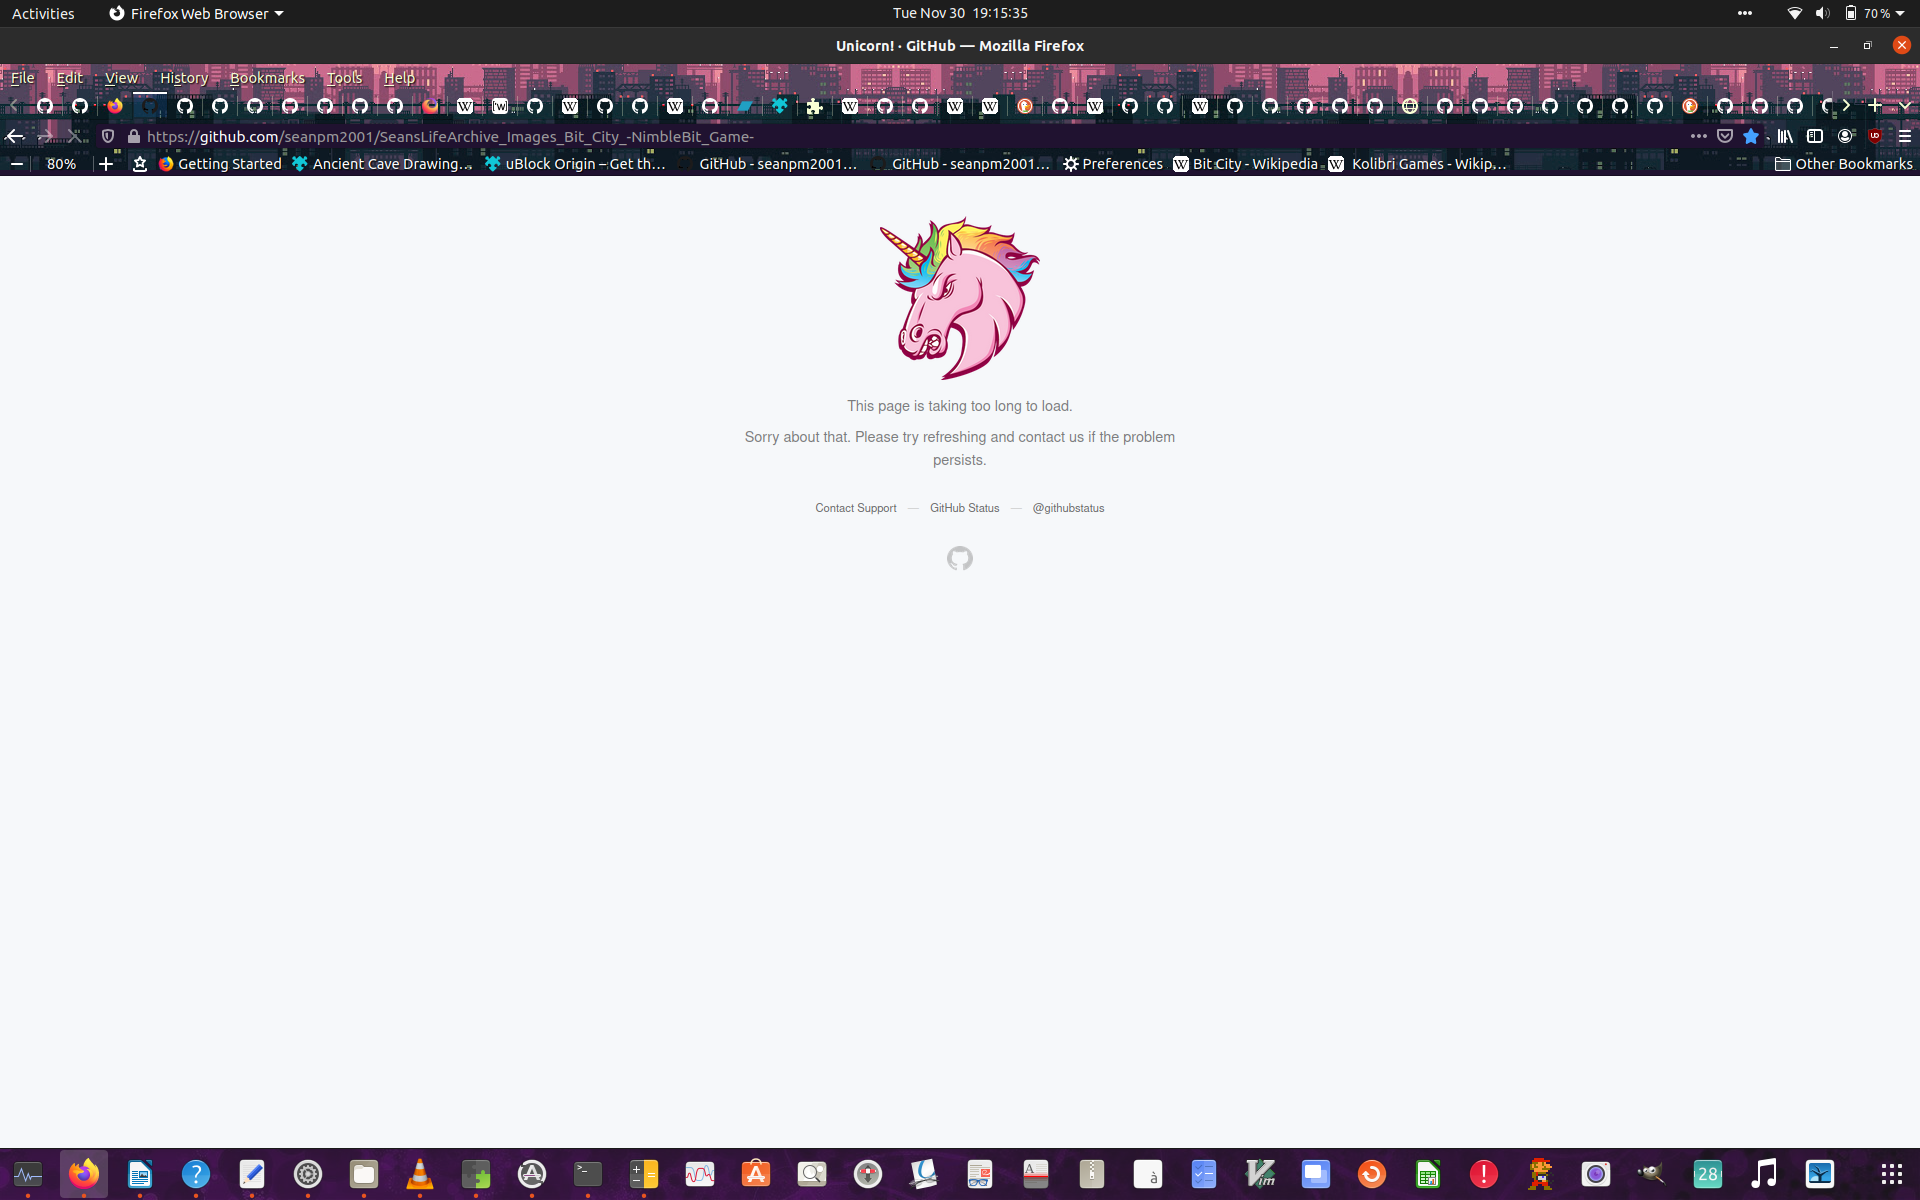 Activities Firefox Web Browser Tue Nov 30 19:15:35 70 %
Unicorn! · GitHub — Mozilla Firefox
File Edit View History Bookmarks Tools Help
https://github.com/seanpm2001/SeansLifeArchive_Images_Bit_City_-NimbleBit_Game-
80% Getting Started Ancient Cave Drawing… uBlock Origin – Get th… GitHub - seanpm2001… GitHub - seanpm2001… Preferences Bit City - Wikipedia Kolibri Games - Wikip… Other Bookmarks
This page is taking too long to load.
Sorry about that. Please try refreshing and contact us if the problem
persists.
Contact Support — GitHub Status — @githubstatus
28